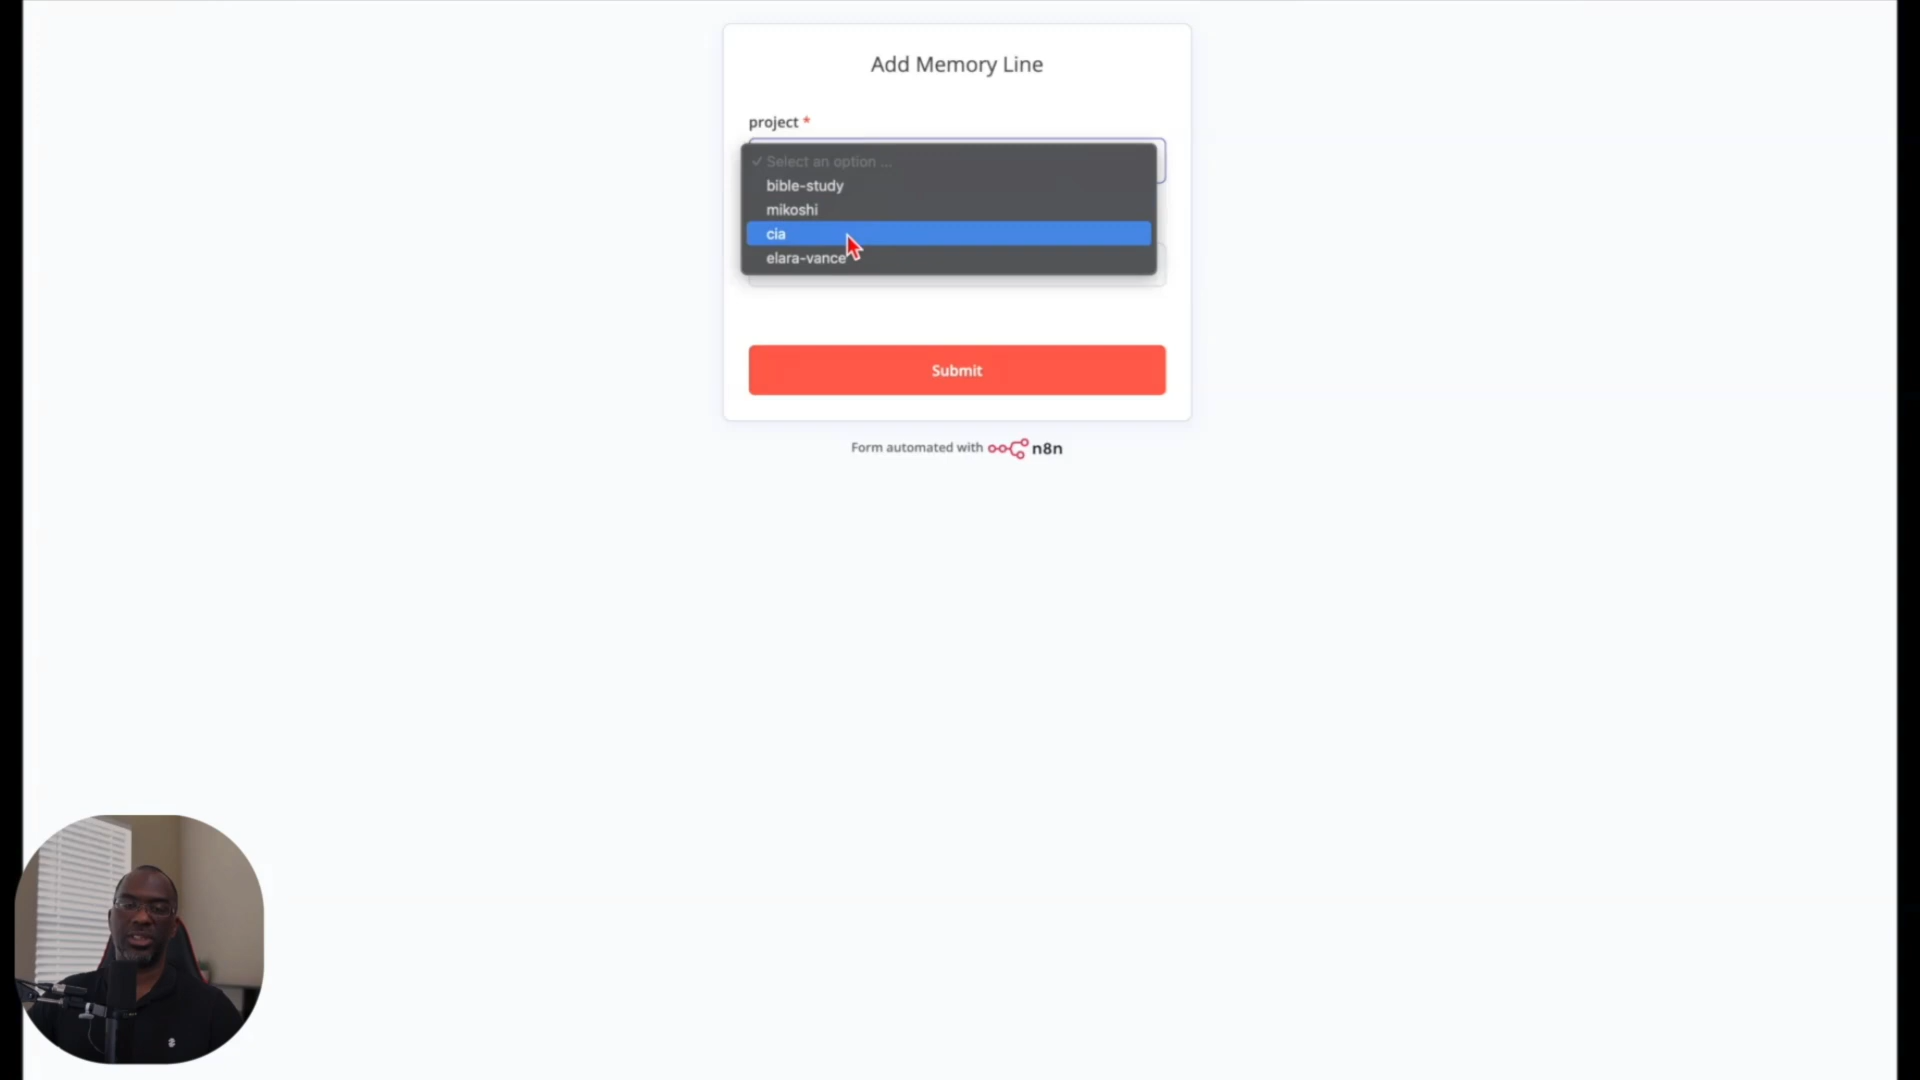 Add Memory Line
project *
✓ Select an option ...
bible-study
mikoshi
cia
elara-vance
Submit
Form automated with n8n